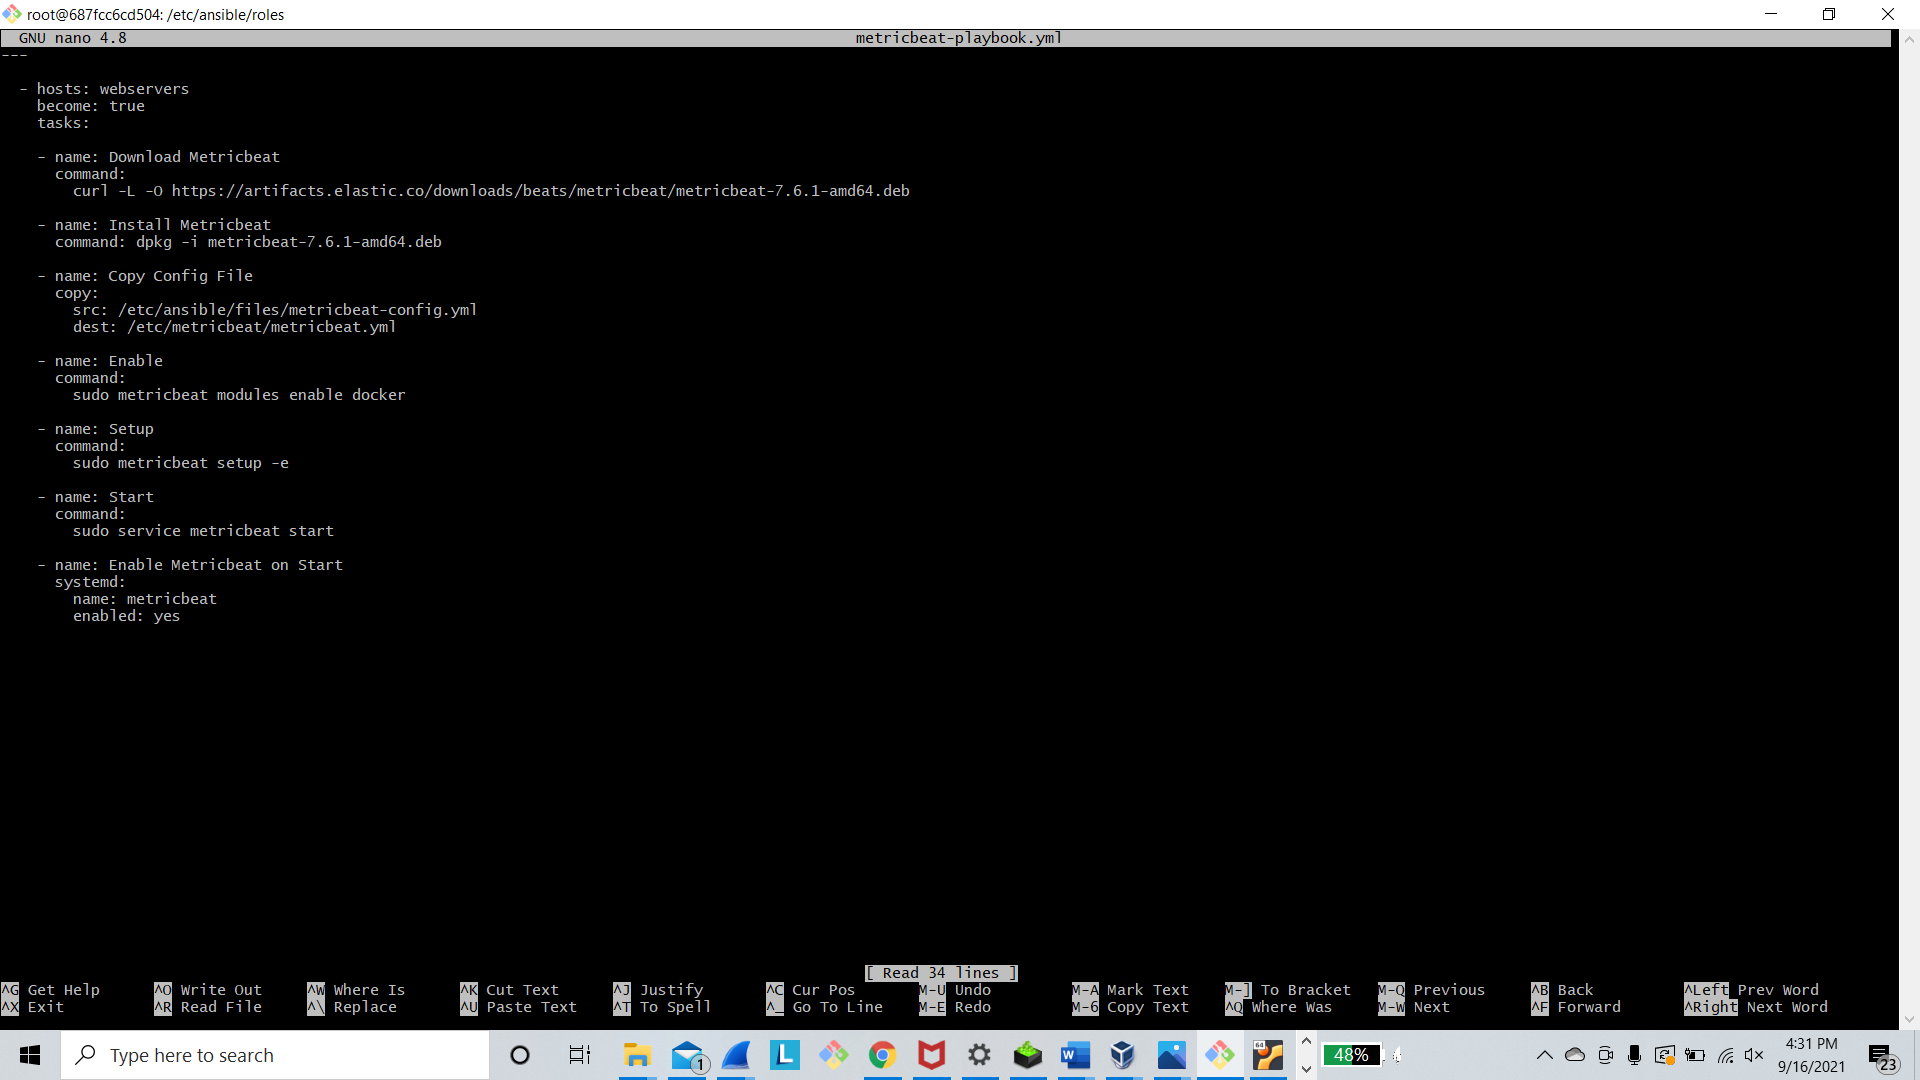 root@687fcc6cd504: /etc/ansible/roles
GNU nano 4.8 metricbeat-playbook.yml
---
- hosts: webservers
become: true
tasks:
- name: Download Metricbeat
command:
curl -L -O https://artifacts.elastic.co/downloads/beats/metricbeat/metricbeat-7.6.1-amd64.deb
- name: Install Metricbeat
command: dpkg -i metricbeat-7.6.1-amd64.deb
- name: Copy Config File
copy:
src: /etc/ansible/files/metricbeat-config.yml
dest: /etc/metricbeat/metricbeat.yml
- name: Enable
command:
sudo metricbeat modules enable docker
- name: Setup
command:
sudo metricbeat setup -e
- name: Start
command:
sudo service metricbeat start
- name: Enable Metricbeat on Start
systemd:
name: metricbeat
enabled: yes
[ Read 34 lines ]
^G Get Help ^O Write Out ^W Where Is ^K Cut Text ^J Justify ^C Cur Pos M-U Undo M-A Mark Text M-] To Bracket M-Q Previous ^B Back ^Left Prev Word
^X Exit ^R Read File ^\ Replace ^U Paste Text ^T To Spell ^_ Go To Line M-E Redo M-6 Copy Text ^Q Where Was M-W Next ^F Forward ^Right Next Word
Type here to search 1 L W 64 48% 4:31 PM
9/16/2021 23